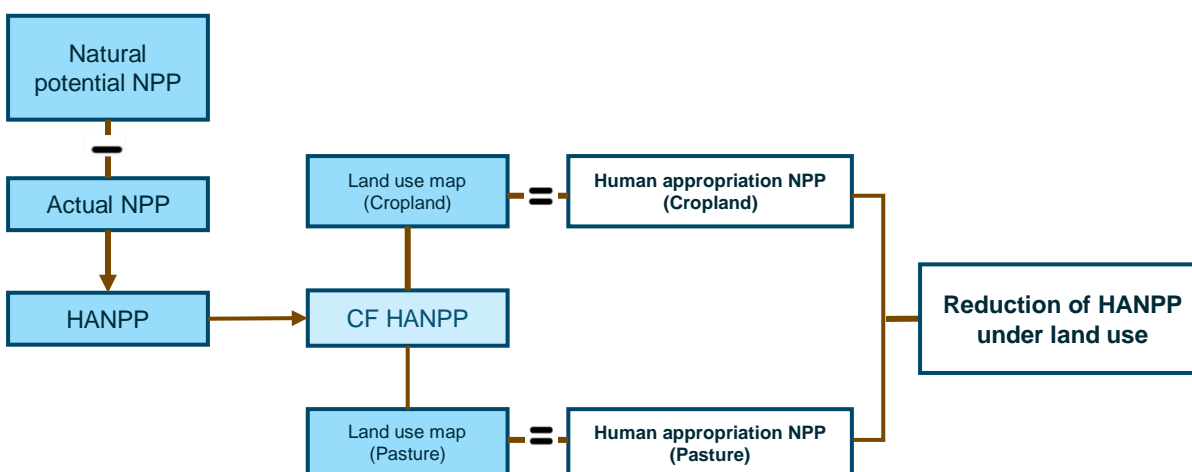 Natural
potential NPP
Actual NPP
HANPP
Land use map
(Cropland)
Human appropriation NPP
(Cropland)
CF HANPP
Reduction of HANPP
under land use
Land use map
(Pasture)
Human appropriation NPP
(Pasture)